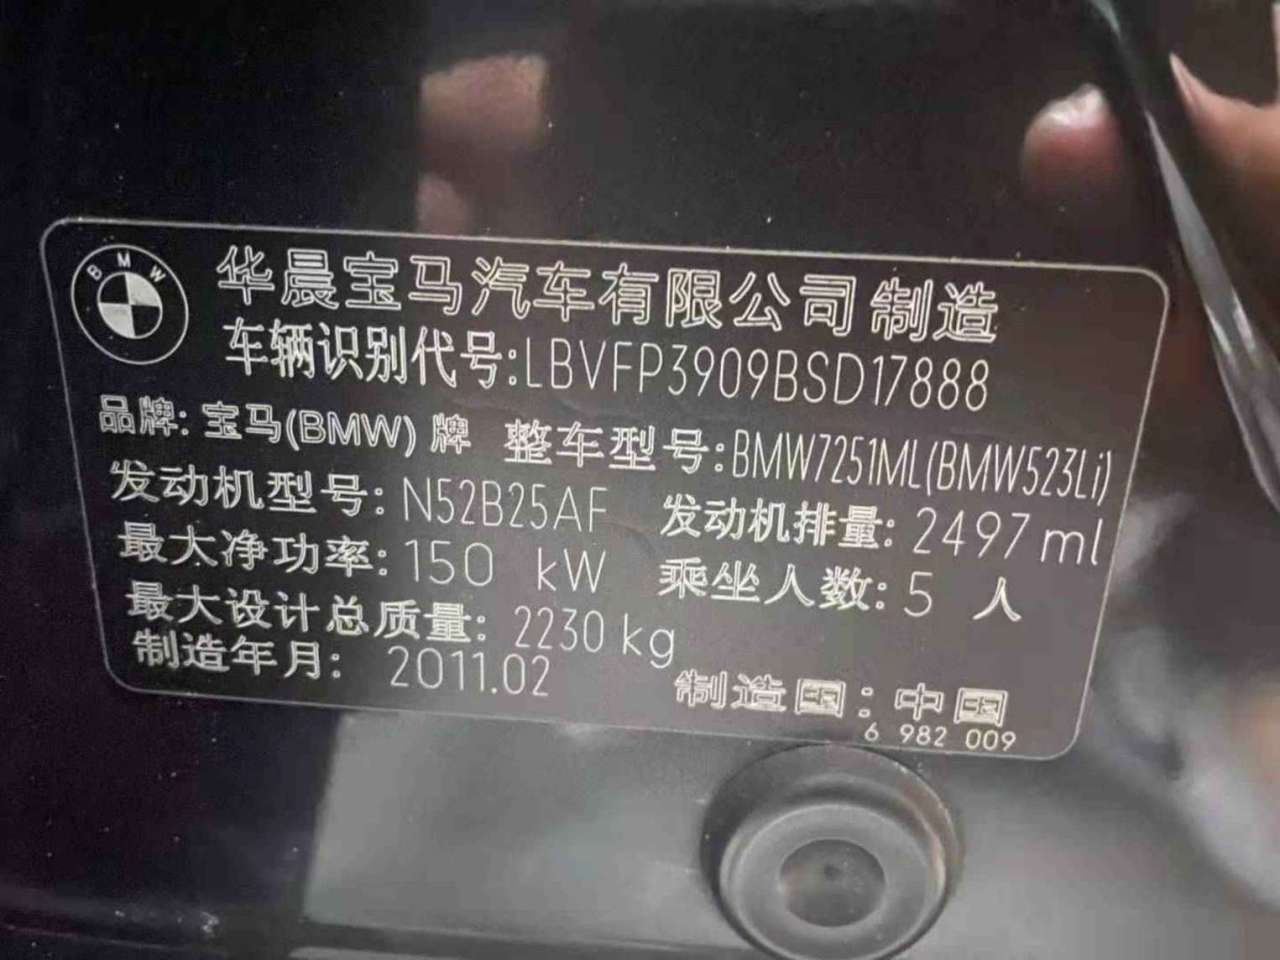 BMW
华晨宝马汽车有限公司制造
车辆识别代号:LBVFP3909BSD17888
品牌:宝马(BMW)牌 整车型号:BMW7251ML(BMW523Li)
发动机型号:N52B25AF 发动机排量:2497ml
最大净功率:150 kW 乘坐人数:5 人
最大设计总质量:2230kg
制造年月: 2011.02 制造国:中国
6 982 009